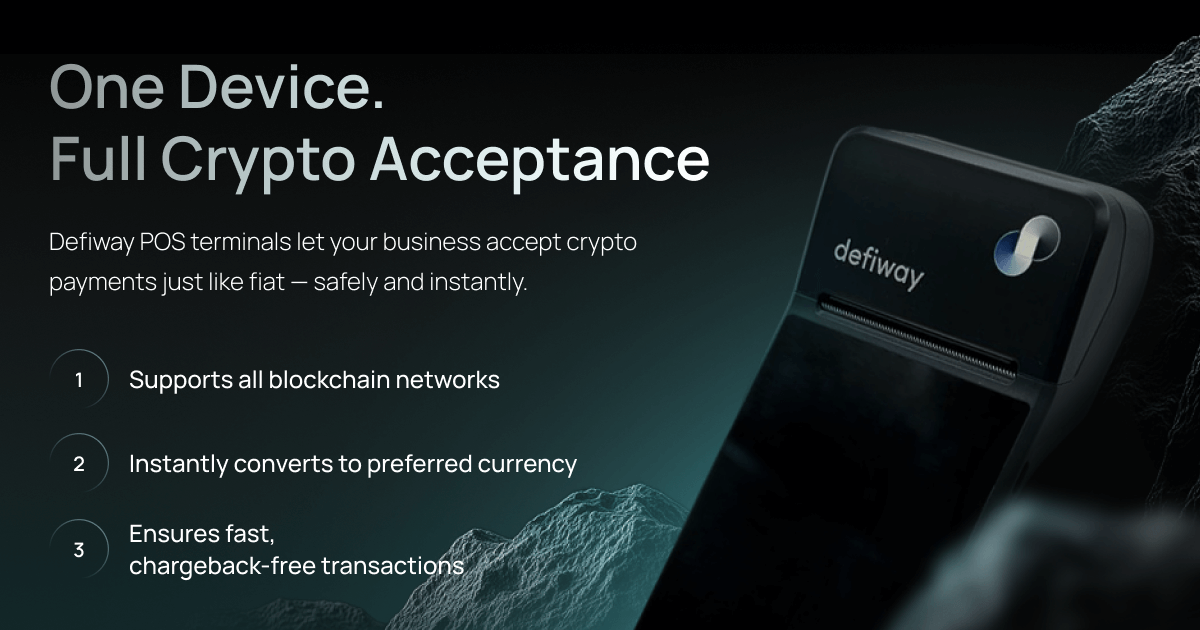 One Device.
Full Crypto Acceptance
Defiway POS terminals let your business accept crypto
payments just like fiat — safely and instantly.
1 Supports all blockchain networks
2 Instantly converts to preferred currency
3 Ensures fast,
chargeback-free transactions
defiway